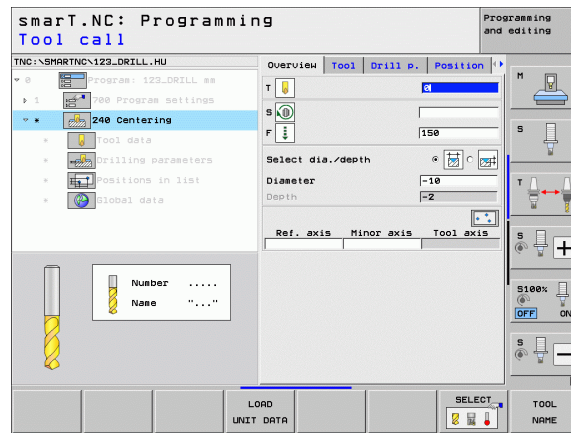 smarT.NC: Programming
Tool call
Programming
and editing
TNC:\SMARTNC\123_DRILL.HU
0 Program: 123_DRILL mm
1 700 Program settings
* 240 Centering
* Tool data
* Drilling parameters
* Positions in list
* Global data
Overview Tool Drill p. Position
T 0
S
F 150
Select dia./depth
Diameter -10
Depth -2
Ref. axis Minor axis Tool axis
Number .....
Name "..."
M
S
T
S
S100%
OFF ON
S
LOAD
UNIT DATA
SELECT
TOOL
NAME